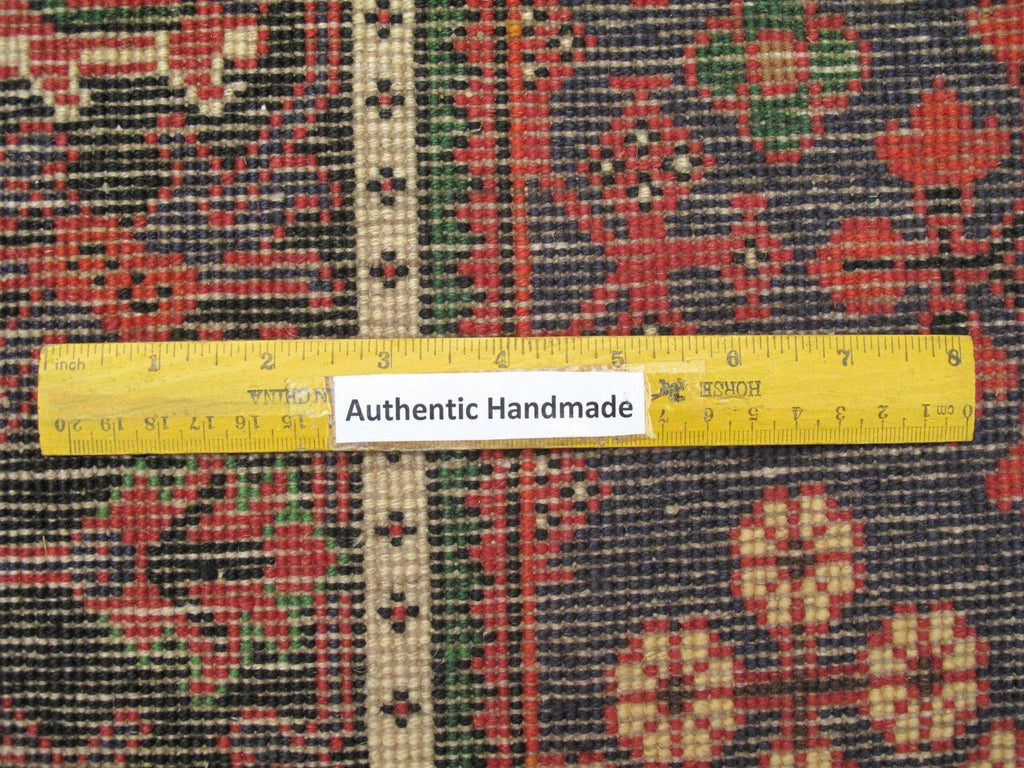 inch 1 2 3 4 5 6 7 8
HORSE
IN CHINA
Authentic Handmade
20 19 18 17 16 15 7 6 5 4 3 2 1 cm 0